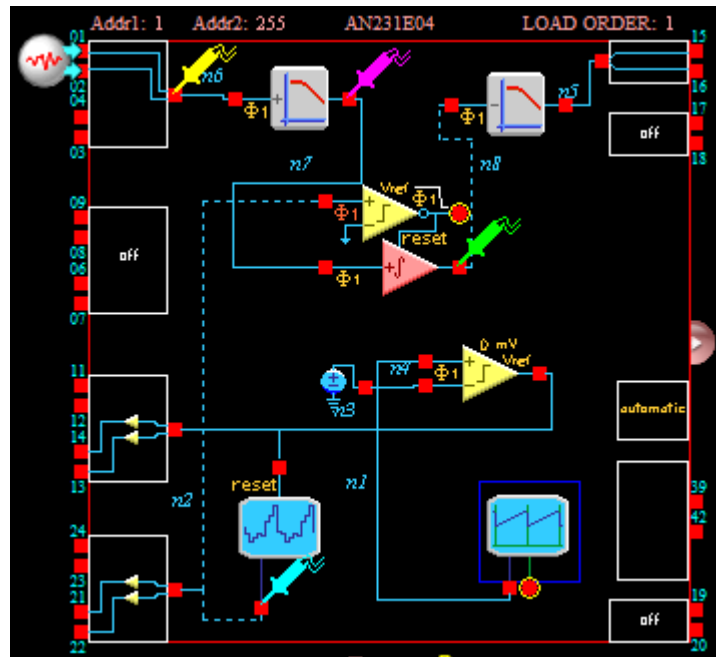 Addr1: 1 Addr2: 255 AN231E04 LOAD ORDER: 1
01
15
02
04
n6
Φ1
n5
16
17
Φ1
off
03
n7
n8
18
09
Vref
Φ1
Φ1
off
08
06
reset
Φ1
07
0 mV
Vref
11
n4
Φ1
n3
automatic
12
14
reset
n1
13
n2
39
42
24
23
21
19
off
22
20